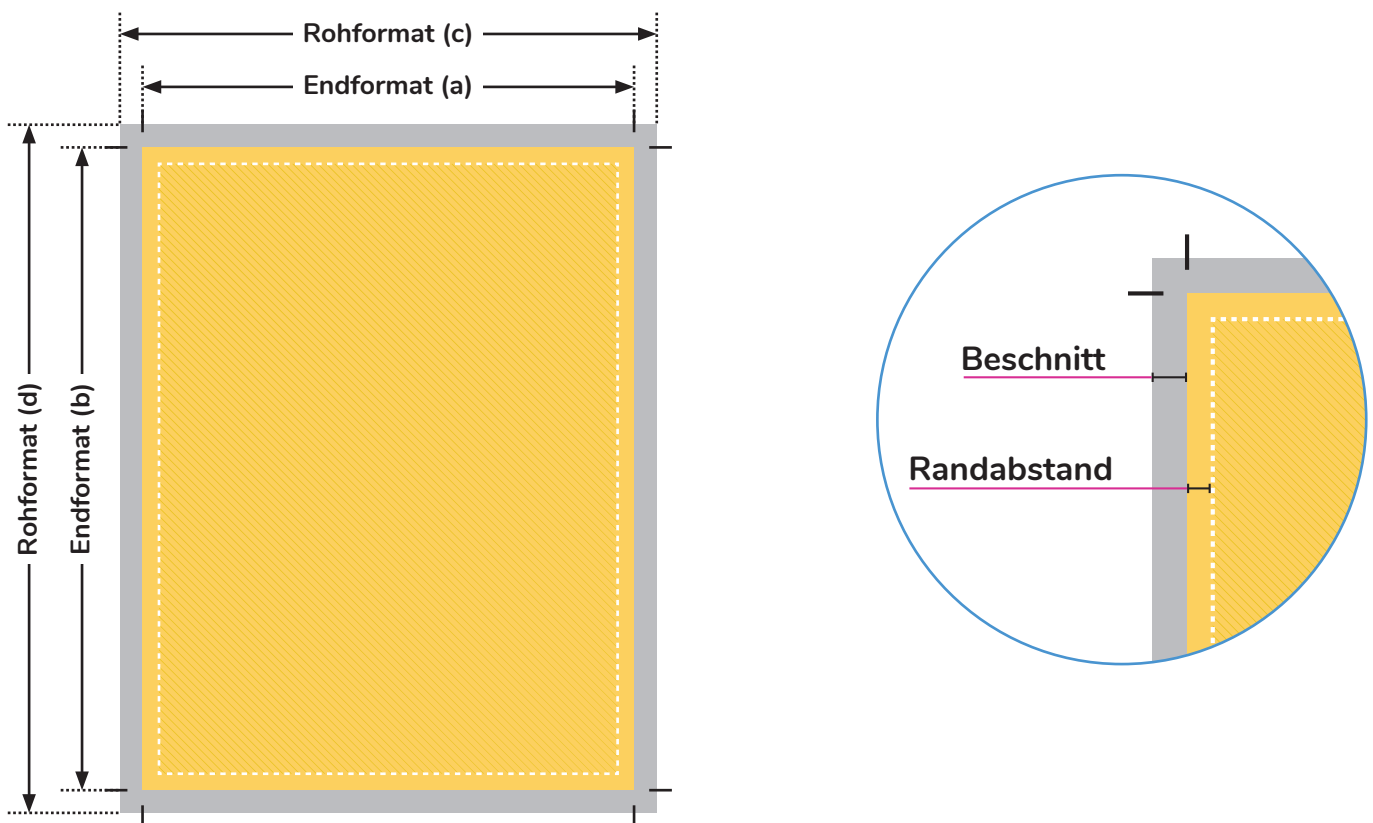 Rohformat (c)
Endformat (a)
Rohformat (d)
Endformat (b)
Beschnitt
Randabstand